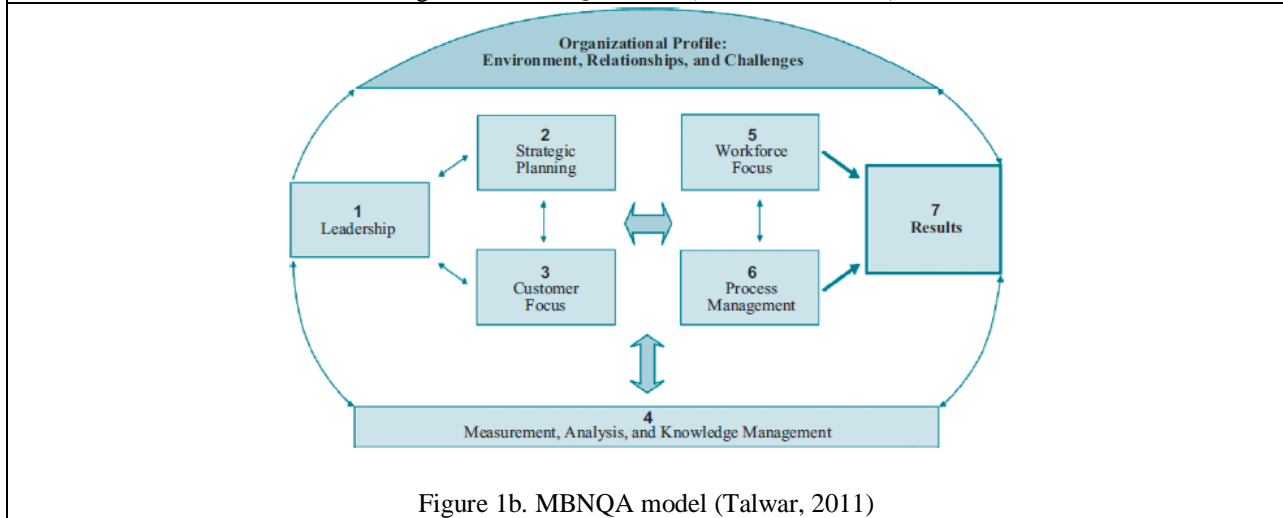 Organizational Profile:
Environment, Relationships, and Challenges
2
Strategic
Planning
5
Workforce
Focus
1
Leadership
7
Results
3
Customer
Focus
6
Process
Management
4
Measurement, Analysis, and Knowledge Management
Figure 1b. MBNQA model (Talwar, 2011)